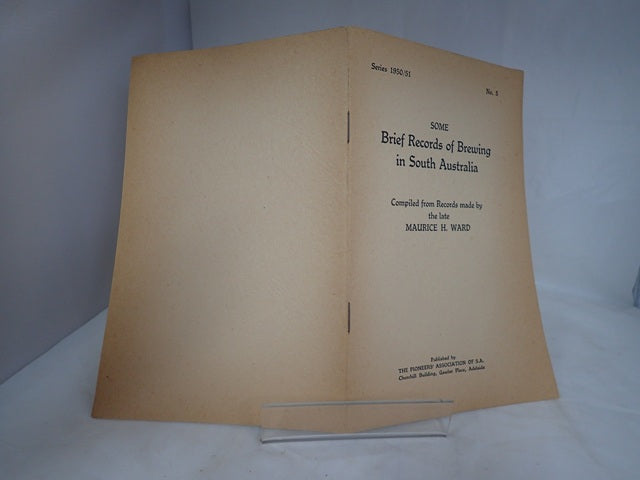 Series 1950/51
No. 5
SOME
Brief Records of Brewing
in South Australia
Compiled from Records made by
the late
MAURICE H. WARD
Published by
THE PIONEERS' ASSOCIATION OF S.A.
Churchill Building, Gawler Place, Adelaide